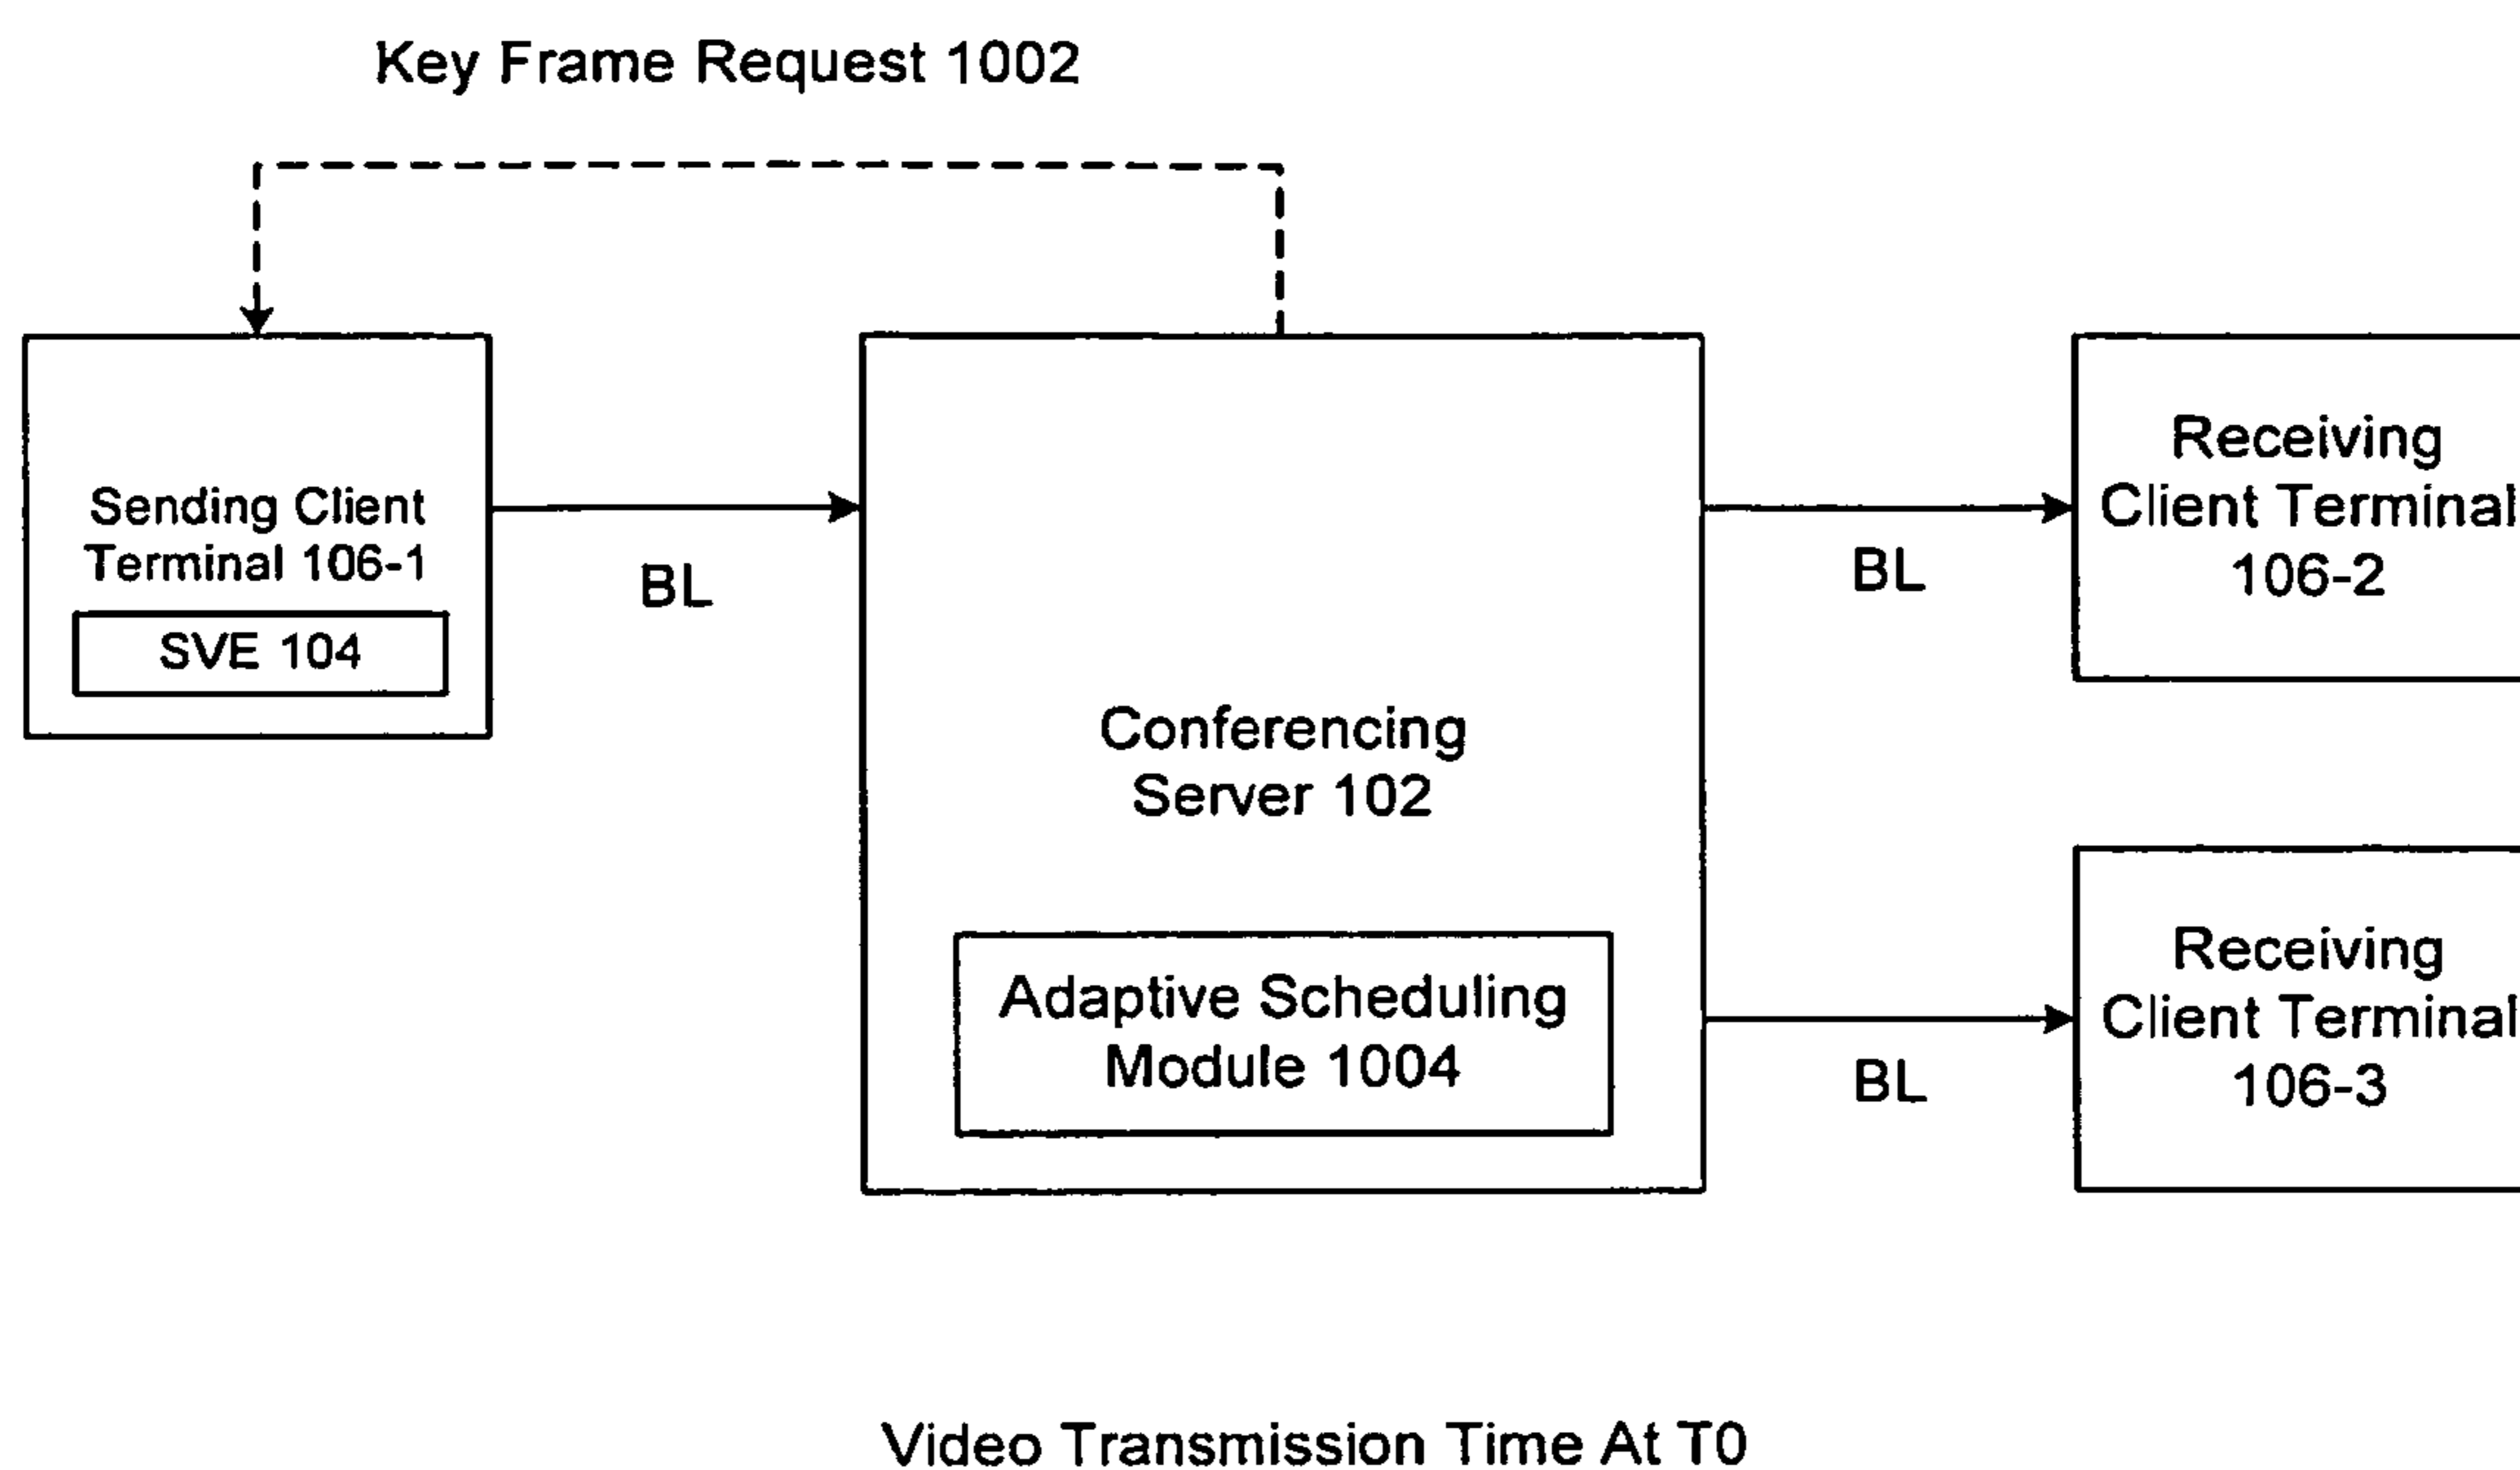 Key Frame Request 1002
Sending Client
Terminal 106-1
SVE 104
BL
Conferencing
Server 102
Adaptive Scheduling
Module 1004
BL
Receiving
Client Terminal
106-2
BL
Receiving
Client Terminal
106-3
Video Transmission Time At T0